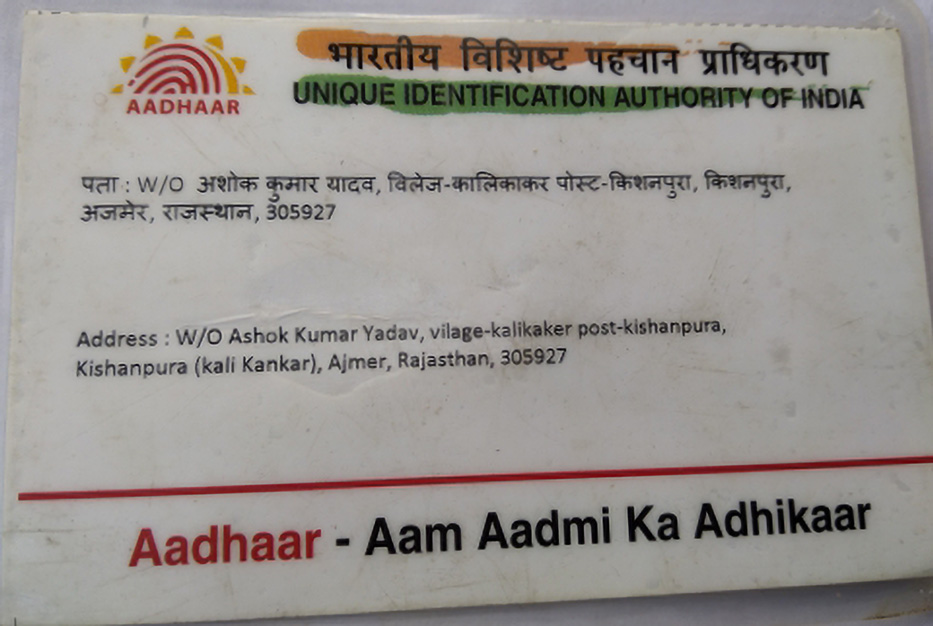 भारतीय विशिष्ट पहचान प्राधिकरण
AADHAAR
UNIQUE IDENTIFICATION AUTHORITY OF INDIA
पता : W/O अशोक कुमार यादव, विलेज-कालिकाकर पोस्ट-किशनपुरा, किशनपुरा,
अजमेर, राजस्थान, 305927
Address : W/O Ashok Kumar Yadav, vilage-kalikaker post-kishanpura,
Kishanpura (kali Kankar), Ajmer, Rajasthan, 305927
Aadhaar - Aam Aadmi Ka Adhikaar